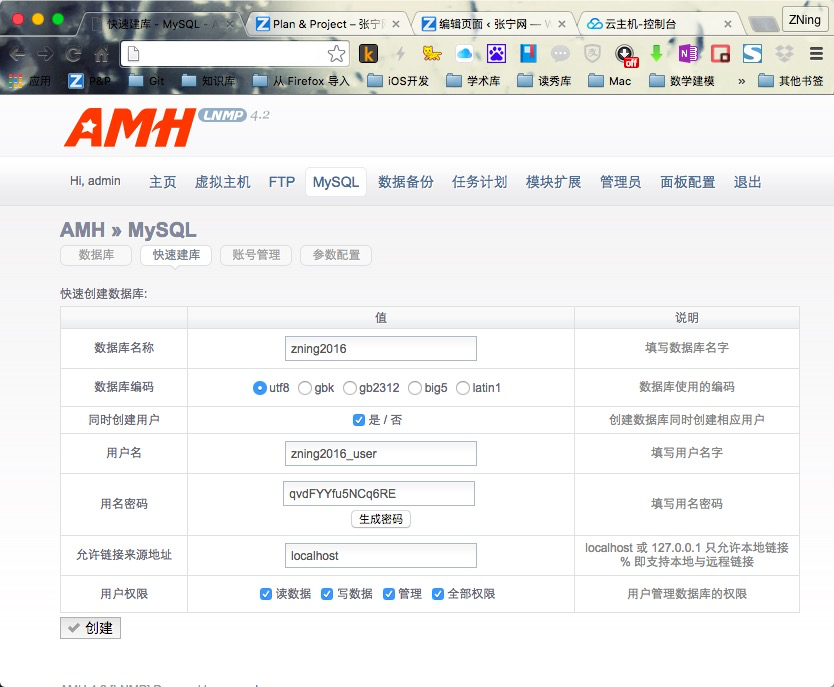 快速建库 - MySQL - A
Plan & Project – 张宁
编辑页面 ‹ 张宁网 —
云主机-控制台
ZNing
off
应用
P&P
Git
知识库
从 Firefox 导入
iOS开发
学术库
读秀库
Mac
数学建模
»
其他书签
AMH LNMP 4.2
Hi, admin 主页 虚拟主机 FTP MySQL 数据备份 任务计划 模块扩展 管理员 面板配置 退出
AMH » MySQL
数据库 快速建库 账号管理 参数配置
快速创建数据库:
值 说明
数据库名称 zning2016 填写数据库名字
数据库编码 utf8 gbk gb2312 big5 latin1 数据库使用的编码
同时创建用户 是 / 否 创建数据库同时创建相应用户
用户名 zning2016_user 填写用户名字
用名密码 qvdFYYfu5NCq6RE 填写用名密码
生成密码
允许链接来源地址 localhost localhost 或 127.0.0.1 只允许本地链接
% 即支持本地与远程链接
用户权限 读数据 写数据 管理 全部权限 用户管理数据库的权限
创建